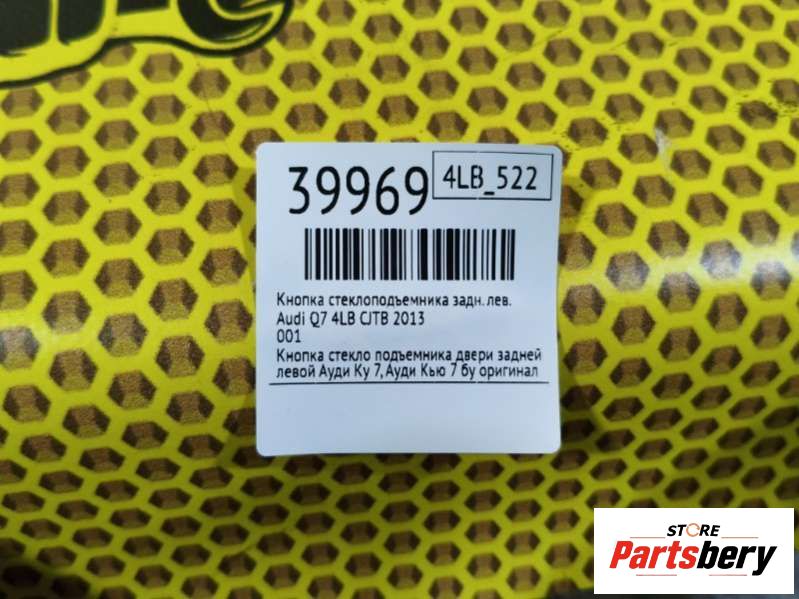 39969
4LB_522
Кнопка стеклоподъемника задн. лев.
Audi Q7 4LB CJTB 2013
001
Кнопка стекло подъемника двери задней
левой Ауди Ку 7, Ауди Кью 7 бу оригинал
STORE
Partsbery